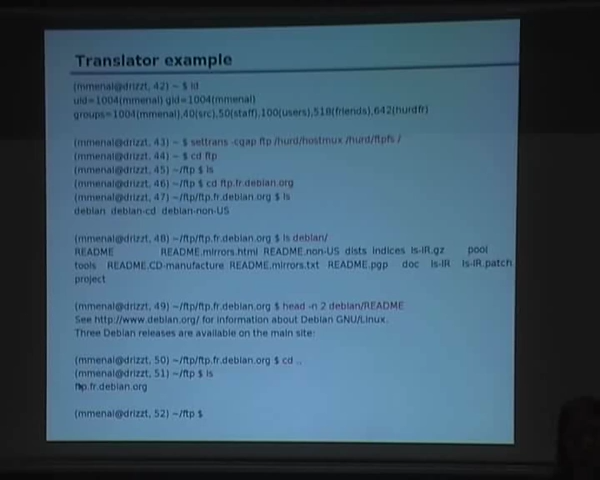 Translator example
(mmenal@drizzt, 42) ~ $ id
uid=1004(mmenal) gid=1004(mmenal)
groups=1004(mmenal),40(src),50(staff),100(users),518(friends),642(hurdfr)
(mmenal@drizzt, 43) ~ $ settrans -cgap ftp /hurd/hostmux /hurd/ftpfs /
(mmenal@drizzt, 44) ~ $ cd ftp
(mmenal@drizzt, 45) ~/ftp $ ls
(mmenal@drizzt, 46) ~/ftp $ cd ftp.fr.debian.org
(mmenal@drizzt, 47) ~/ftp/ftp.fr.debian.org $ ls
debian debian-cd debian-non-US
(mmenal@drizzt, 48) ~/ftp/ftp.fr.debian.org $ ls debian/
README README.mirrors.html README.non-US dists indices ls-lR.gz pool
tools README.CD-manufacture README.mirrors.txt README.pgp doc ls-lR ls-lR.patch
project
(mmenal@drizzt, 49) ~/ftp/ftp.fr.debian.org $ head -n 2 debian/README
See http://www.debian.org/ for information about Debian GNU/Linux.
Three Debian releases are available on the main site:
(mmenal@drizzt, 50) ~/ftp/ftp.fr.debian.org $ cd ..
(mmenal@drizzt, 51) ~/ftp $ ls
ftp.fr.debian.org
(mmenal@drizzt, 52) ~/ftp $